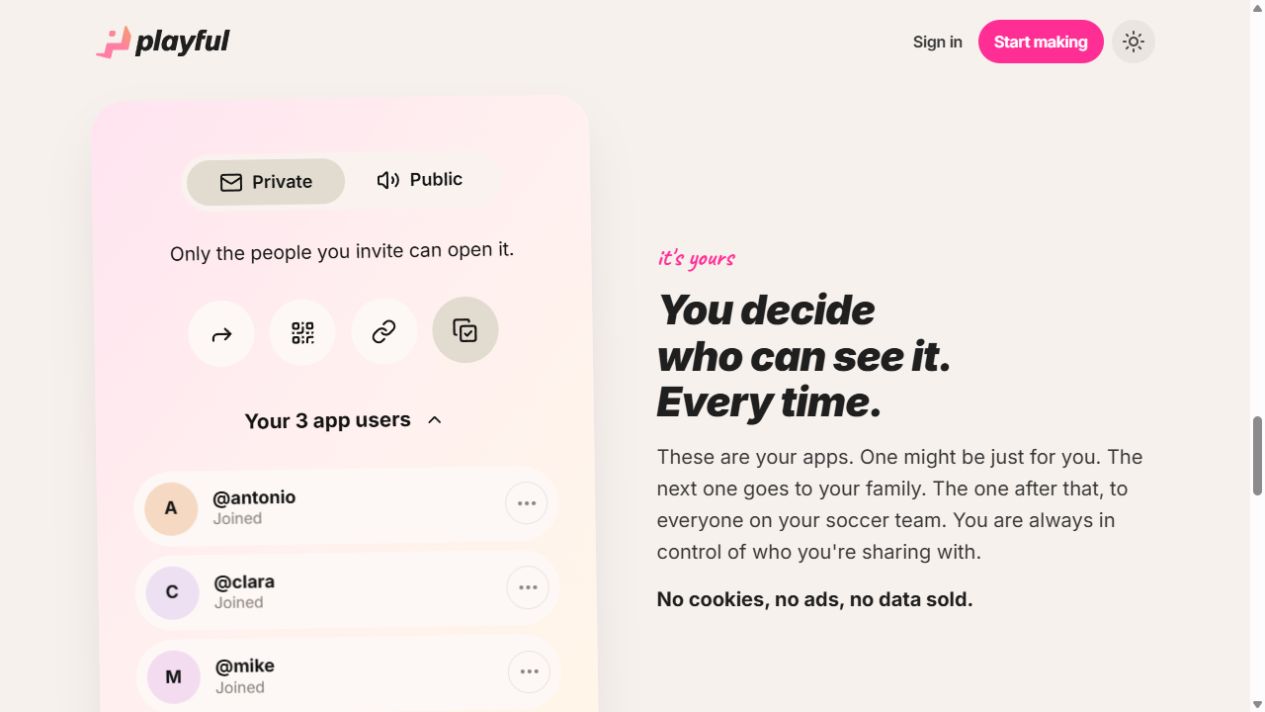 playful
Sign in
Start making
Private
Public
Only the people you invite can open it.
Your 3 app users
A
@antonio
Joined
C
@clara
Joined
M
@mike
Joined
it's yours
You decide
who can see it.
Every time.
These are your apps. One might be just for you. The
next one goes to your family. The one after that, to
everyone on your soccer team. You are always in
control of who you're sharing with.
No cookies, no ads, no data sold.